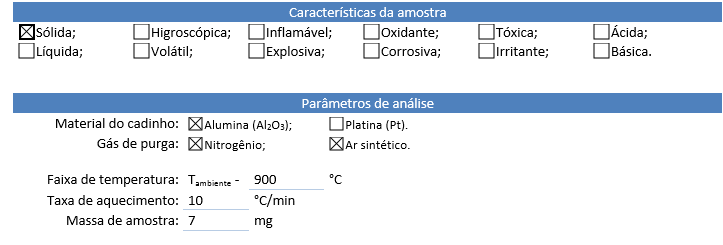 Características da amostra
☒Sólida; ☐Higroscópica; ☐Inflamável; ☐Oxidante; ☐Tóxica; ☐Ácida;
☐Líquida; ☐Volátil; ☐Explosiva; ☐Corrosiva; ☐Irritante; ☐Básica.
Parâmetros de análise
Material do cadinho: ☒Alumina (Al₂O₃); ☐Platina (Pt).
Gás de purga: ☒Nitrogênio; ☒Ar sintético.
Faixa de temperatura: Tambiente - 900 °C
Taxa de aquecimento: 10 °C/min
Massa de amostra: 7 mg